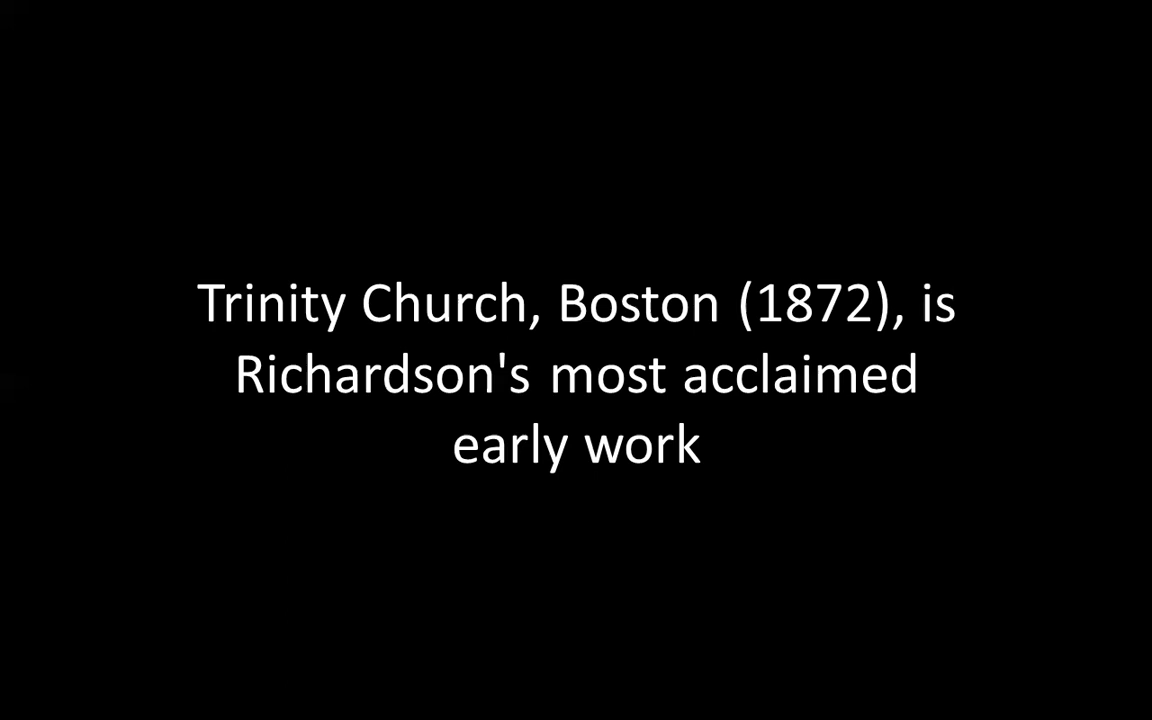 Trinity Church, Boston (1872), is
Richardson's most acclaimed
early work